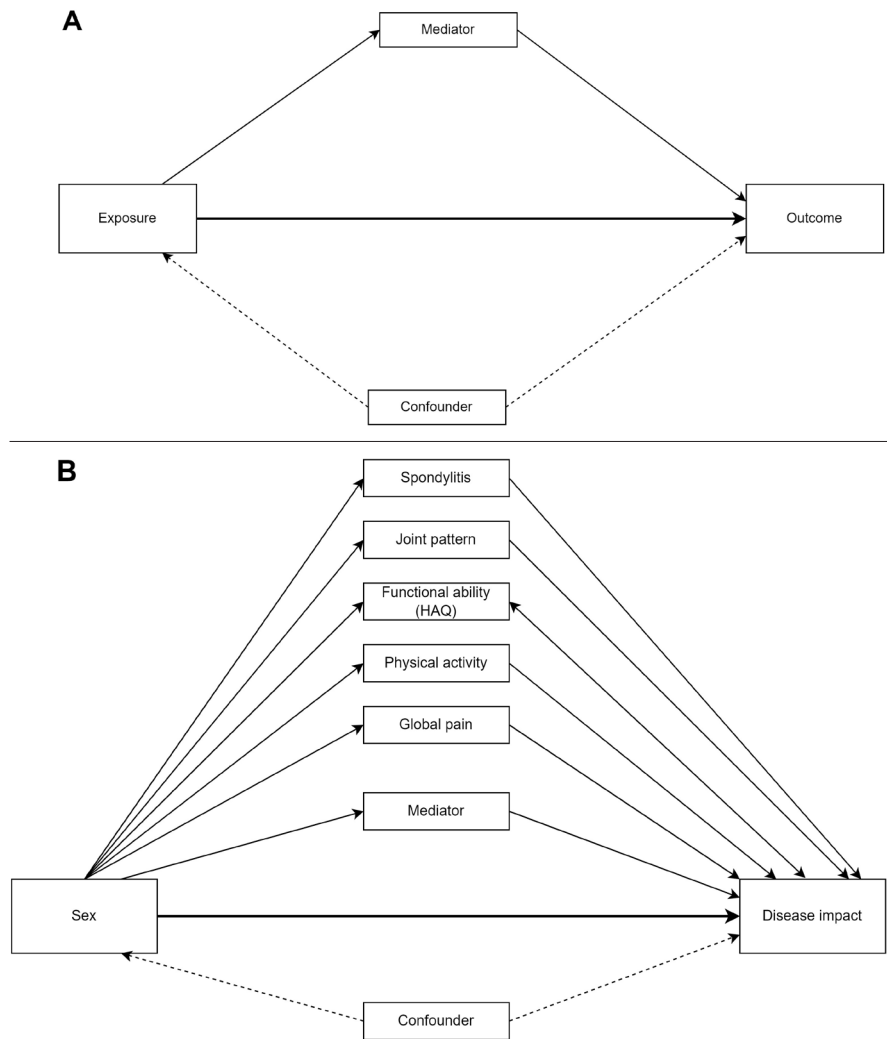 A
Mediator
Exposure
Outcome
Confounder
B
Spondylitis
Joint pattern
Functional ability
(HAQ)
Physical activity
Global pain
Mediator
Sex
Disease impact
Confounder